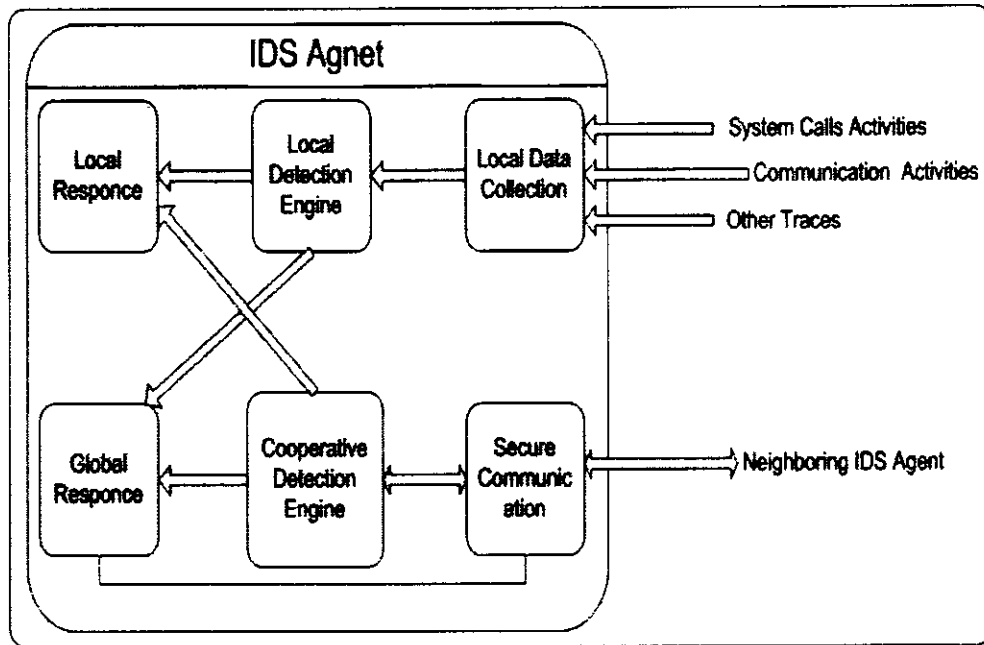 IDS Agnet
Local
Responce
Local
Detection
Engine
Local Data
Collection
System Calls Activities
Communication Activities
Other Traces
Global
Responce
Cooperative
Detection
Engine
Secure
Communic
ation
Neighboring IDS Agent